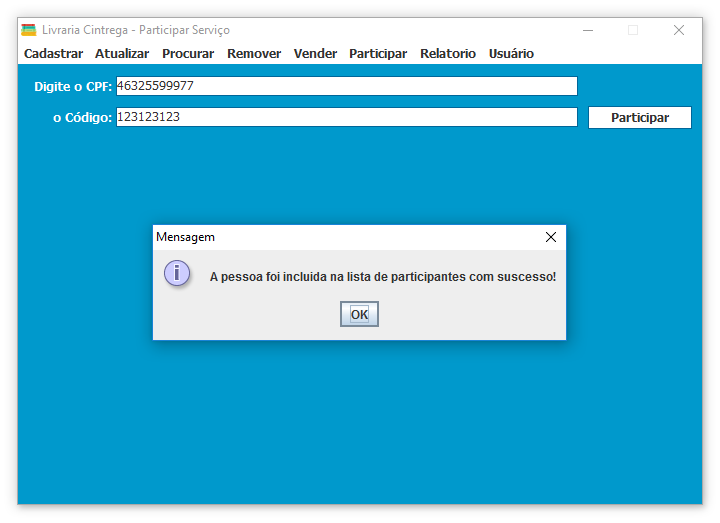 Livraria Cintrega - Participar Serviço
Cadastrar Atualizar Procurar Remover Vender Participar Relatorio Usuário
Digite o CPF: 46325599977
o Código: 123123123 Participar
Mensagem
i
A pessoa foi incluida na lista de participantes com suscesso!
OK